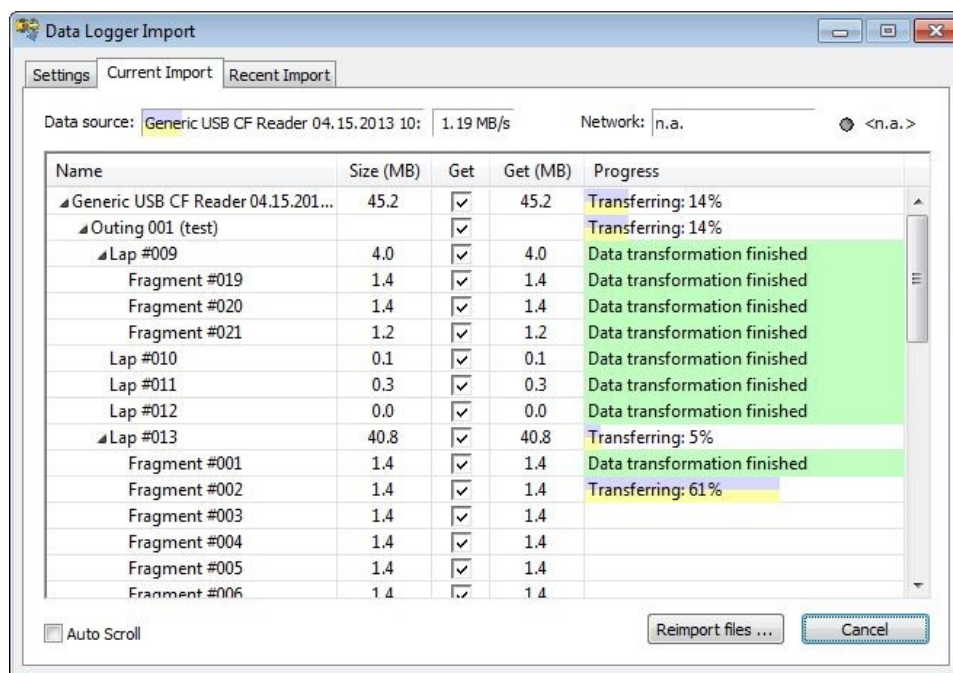 Data Logger Import
Settings Current Import Recent Import
Data source: Generic USB CF Reader 04.15.2013 10: 1.19 MB/s Network: n.a. <n.a.>
Name Size (MB) Get Get (MB) Progress
Generic USB CF Reader 04.15.201... 45.2 45.2 Transferring: 14%
Outing 001 (test) Transferring: 14%
Lap #009 4.0 4.0 Data transformation finished
Fragment #019 1.4 1.4 Data transformation finished
Fragment #020 1.4 1.4 Data transformation finished
Fragment #021 1.2 1.2 Data transformation finished
Lap #010 0.1 0.1 Data transformation finished
Lap #011 0.3 0.3 Data transformation finished
Lap #012 0.0 0.0 Data transformation finished
Lap #013 40.8 40.8 Transferring: 5%
Fragment #001 1.4 1.4 Data transformation finished
Fragment #002 1.4 1.4 Transferring: 61%
Fragment #003 1.4 1.4
Fragment #004 1.4 1.4
Fragment #005 1.4 1.4
Fragment #006 1.4 1.4
Auto Scroll Reimport files ... Cancel